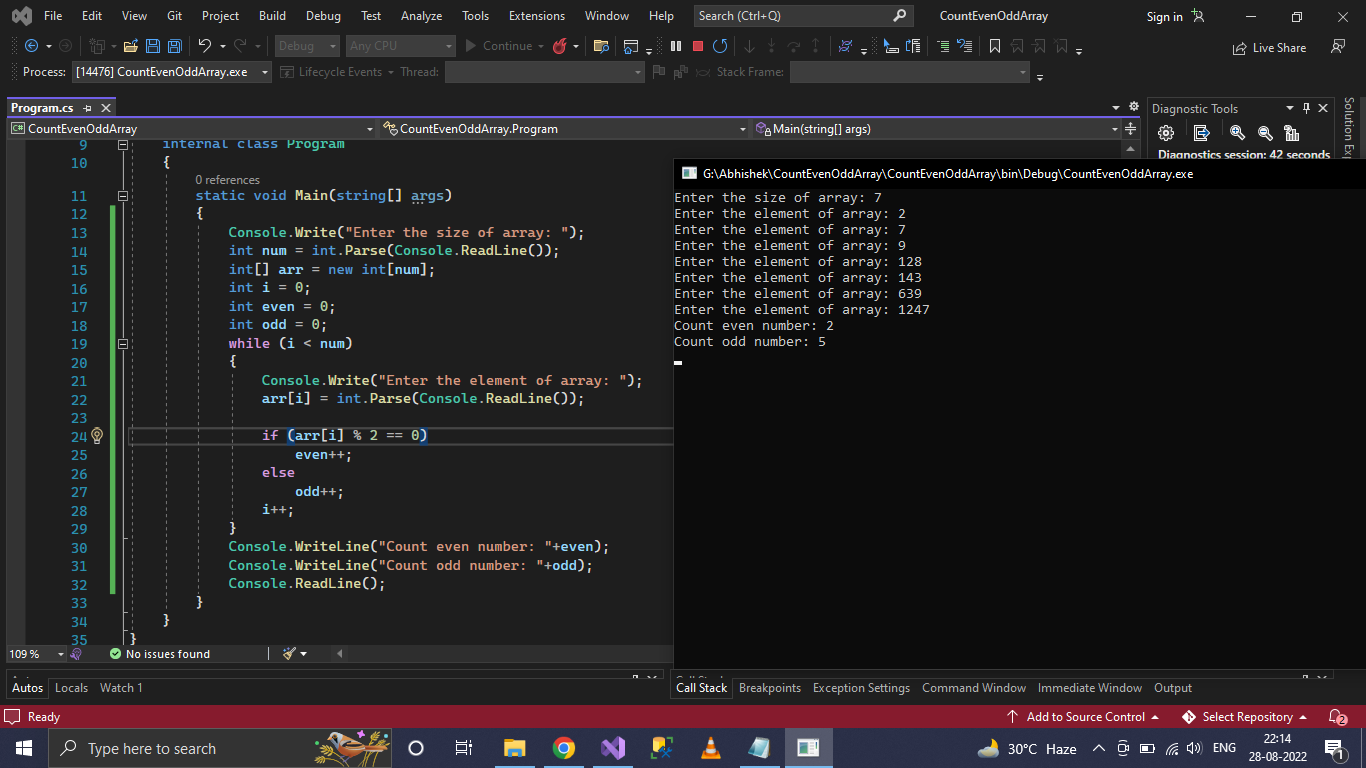 File Edit View Git Project Build Debug Test Analyze Tools Extensions Window Help Search (Ctrl+Q) CountEvenOddArray Sign in
Debug Any CPU Continue Live Share
Process: [14476] CountEvenOddArray.exe Lifecycle Events Thread: Stack Frame:
Program.cs
CountEvenOddArray CountEvenOddArray.Program Main(string[] args)
Diagnostic Tools
Diagnostics session: 42 seconds
Solution Exp
9 internal class Program
10 {
0 references
11 static void Main(string[] args)
12 {
13 Console.Write("Enter the size of array: ");
14 int num = int.Parse(Console.ReadLine());
15 int[] arr = new int[num];
16 int i = 0;
17 int even = 0;
18 int odd = 0;
19 while (i < num)
20 {
21 Console.Write("Enter the element of array: ");
22 arr[i] = int.Parse(Console.ReadLine());
23
24 if (arr[i] % 2 == 0)
25 even++;
26 else
27 odd++;
28 i++;
29 }
30 Console.WriteLine("Count even number: "+even);
31 Console.WriteLine("Count odd number: "+odd);
32 Console.ReadLine();
33 }
34 }
35 }
G:\Abhishek\CountEvenOddArray\CountEvenOddArray\bin\Debug\CountEvenOddArray.exe
Enter the size of array: 7
Enter the element of array: 2
Enter the element of array: 7
Enter the element of array: 9
Enter the element of array: 128
Enter the element of array: 143
Enter the element of array: 639
Enter the element of array: 1247
Count even number: 2
Count odd number: 5
109 % No issues found
Autos Locals Watch 1
Call Stack Breakpoints Exception Settings Command Window Immediate Window Output
Ready Add to Source Control Select Repository 2
Type here to search
30°C Haze ENG 22:14
28-08-2022 1